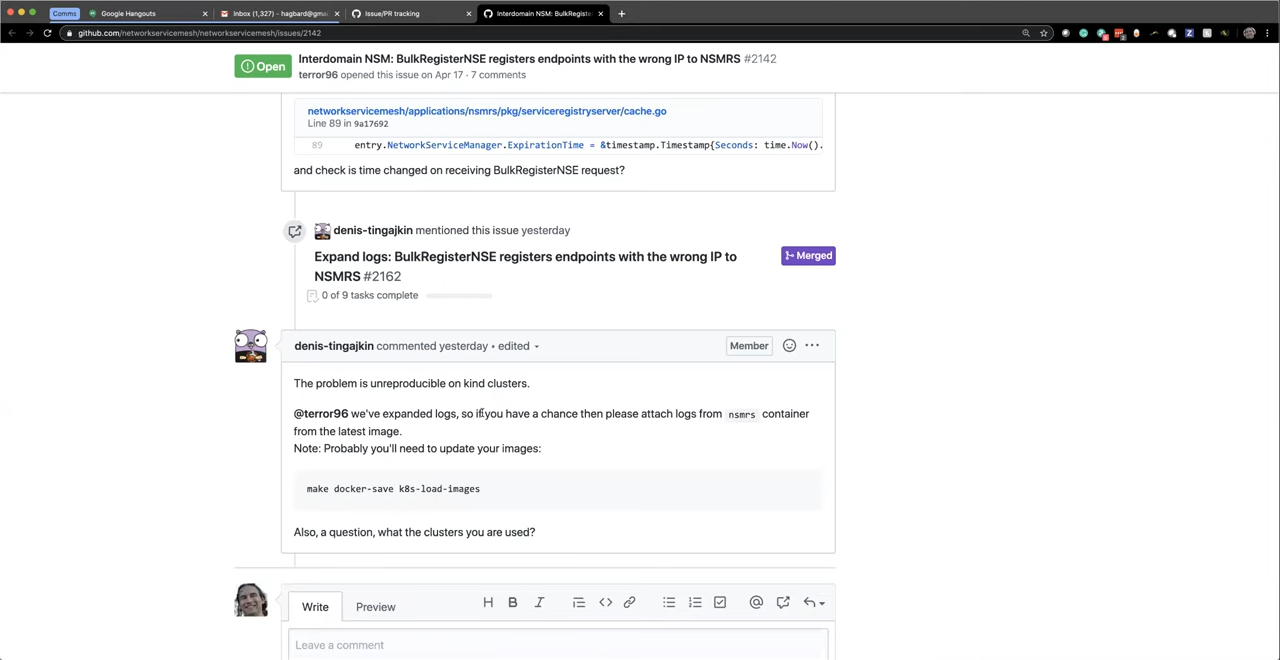 Comms
Google Hangouts
Inbox (1,327) - hagbard@gmai
Issue/PR tracking
Interdomain NSM: BulkRegister
github.com/networkservicemesh/networkservicemesh/issues/2142
Open
Interdomain NSM: BulkRegisterNSE registers endpoints with the wrong IP to NSMRS #2142
terror96 opened this issue on Apr 17 · 7 comments
networkservicemesh/applications/nsmrs/pkg/serviceregistryserver/cache.go
Line 89 in 9a17692
89 entry.NetworkServiceManager.ExpirationTime = &timestamp.Timestamp{Seconds: time.Now().
and check is time changed on receiving BulkRegisterNSE request?
denis-tingajkin mentioned this issue yesterday
Expand logs: BulkRegisterNSE registers endpoints with the wrong IP to
NSMRS #2162
Merged
0 of 9 tasks complete
denis-tingajkin commented yesterday • edited
Member
The problem is unreproducible on kind clusters.
@terror96 we've expanded logs, so if you have a chance then please attach logs from nsmrs container
from the latest image.
Note: Probably you'll need to update your images:
make docker-save k8s-load-images
Also, a question, what the clusters you are used?
Write
Preview
H B I
Leave a comment